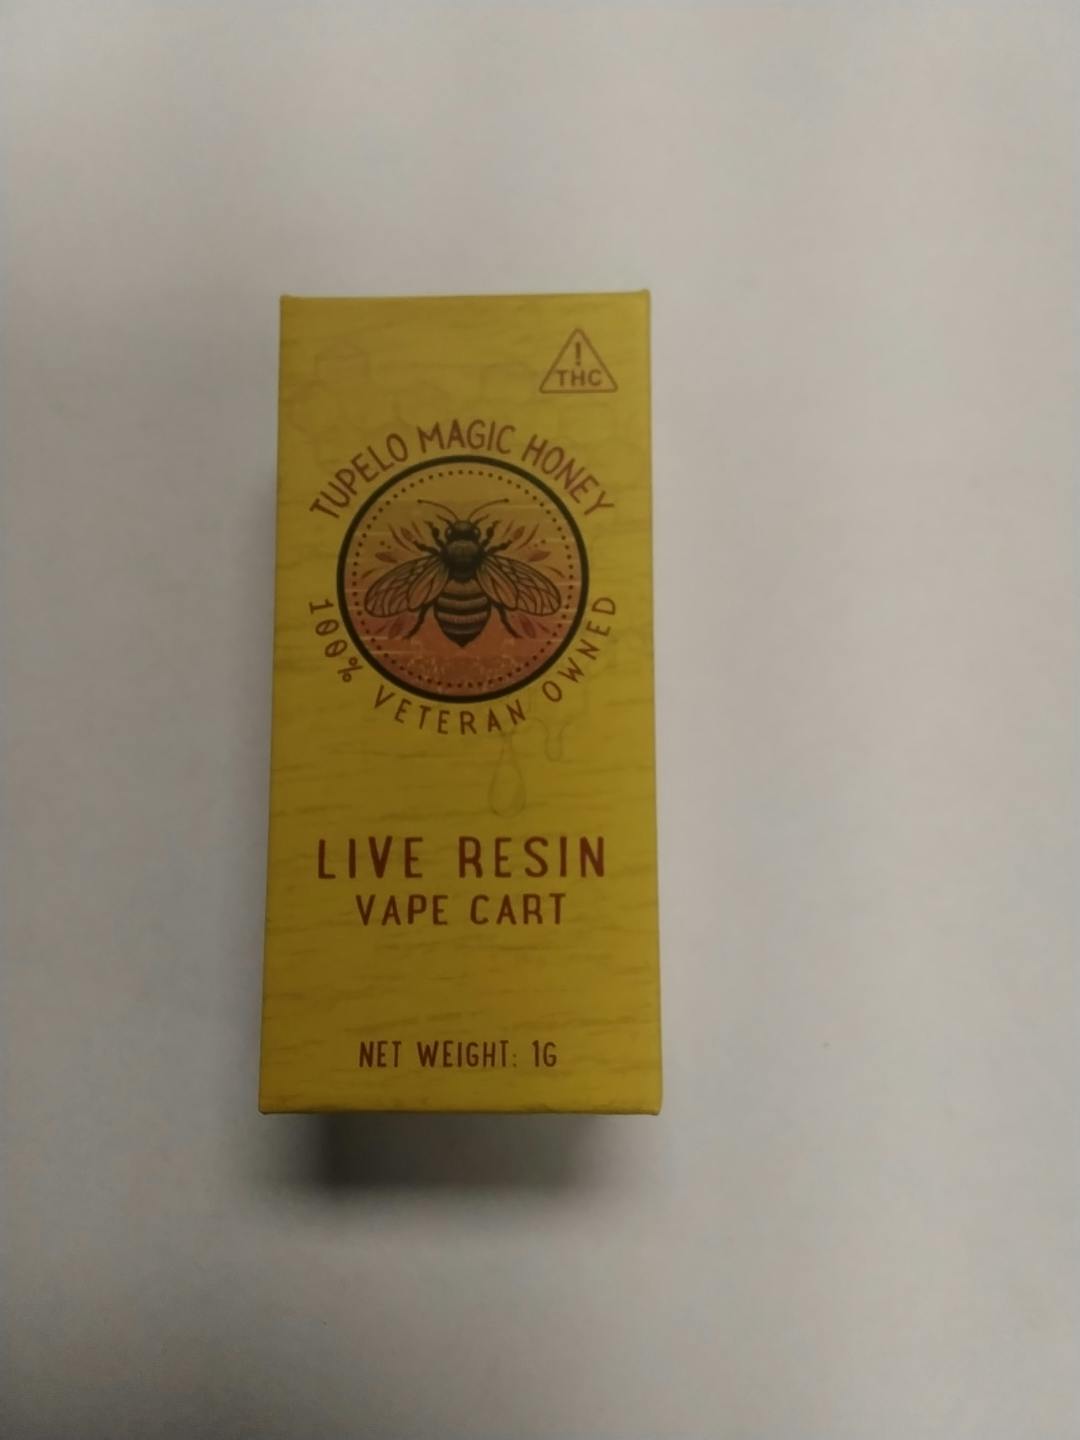 !
THC
TUPELO MAGIC HONEY
100% VETERAN OWNED
LIVE RESIN
VAPE CART
NET WEIGHT: 1G